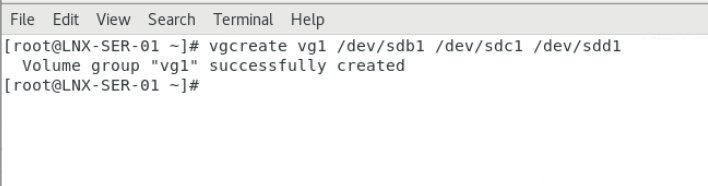 File Edit View Search Terminal Help
[root@LNX-SER-01 ~]# vgcreate vg1 /dev/sdb1 /dev/sdc1 /dev/sdd1
  Volume group "vg1" successfully created
[root@LNX-SER-01 ~]#